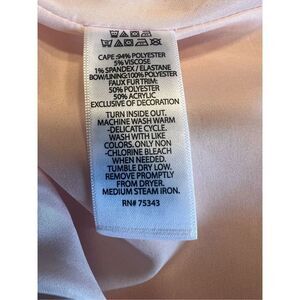 CAPE: 94% POLYESTER
5% VISCOSE
1% SPANDEX / ELASTANE
BOW/LINING:100% POLYESTER
FAUX FUR TRIM:
50% POLYESTER
50% ACRYLIC
EXCLUSIVE OF DECORATION
TURN INSIDE OUT.
MACHINE WASH WARM
-DELICATE CYCLE.
WASH WITH LIKE
COLORS. ONLY NON
-CHLORINE BLEACH
WHEN NEEDED.
TUMBLE DRY LOW.
REMOVE PROMPTLY
FROM DRYER.
MEDIUM STEAM IRON.
RN# 75343